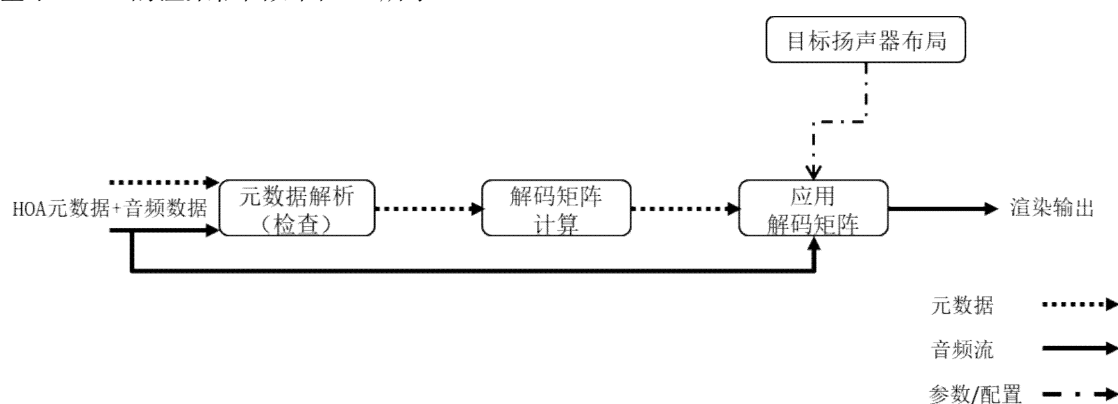 目标扬声器布局
HOA元数据+音频数据
元数据解析
（检查）
解码矩阵
计算
应用
解码矩阵
渲染输出
元数据
音频流
参数/配置